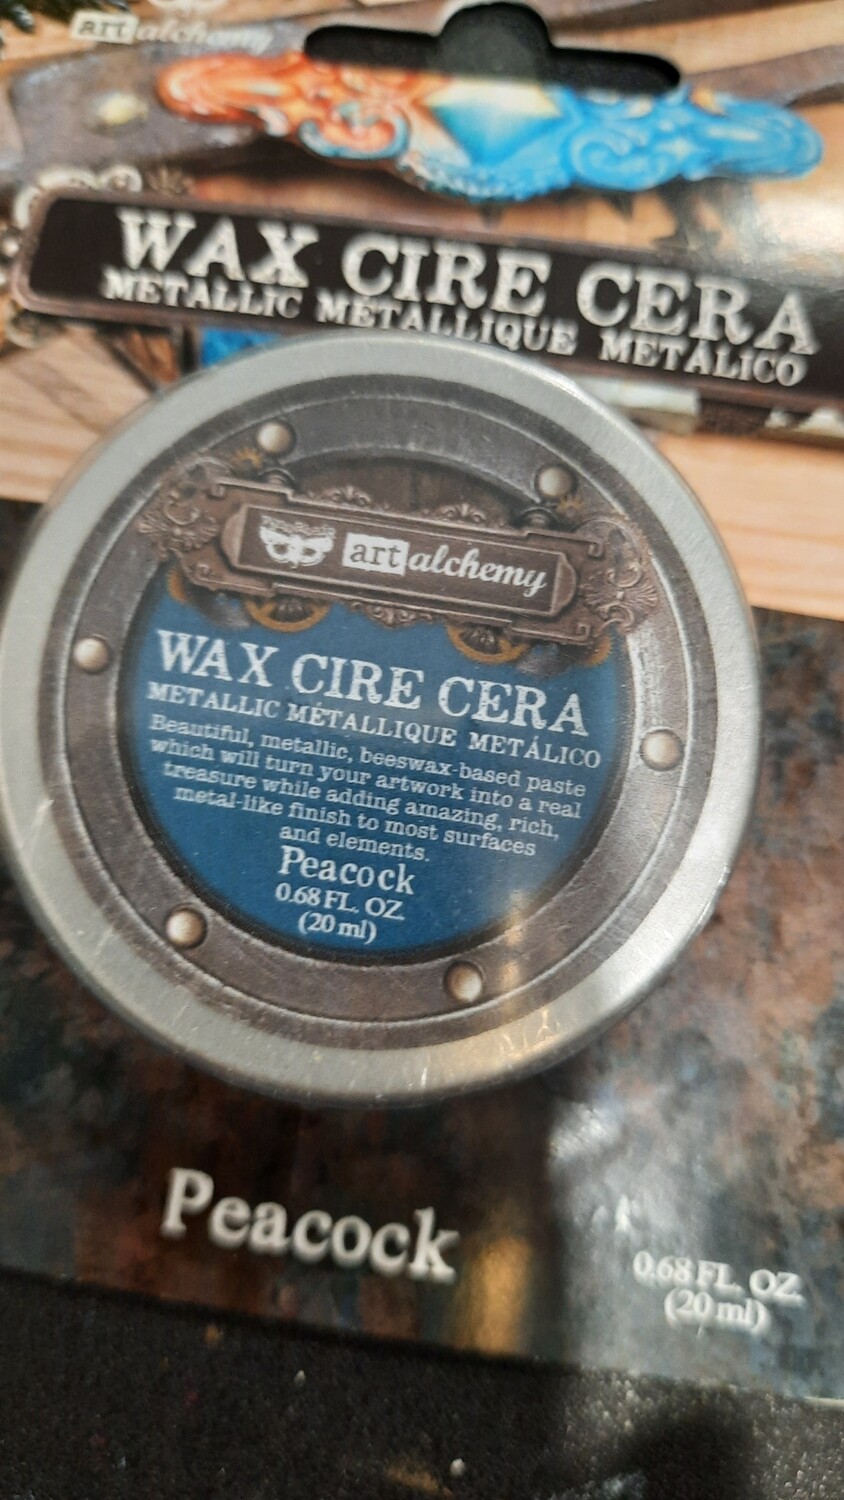 art alchemy
WAX CIRE CERA
METALLIC MÉTALLIQUE METÁLICO
art alchemy
WAX CIRE CERA
METALLIC MÉTALLIQUE METÁLICO
Beautiful, metallic, beeswax-based paste
which will turn your artwork into a real
treasure while adding amazing, rich,
metal-like finish to most surfaces
and elements.
Peacock
0.68 FL. OZ.
(20 ml)
Peacock
0.68 FL. OZ.
(20 ml)